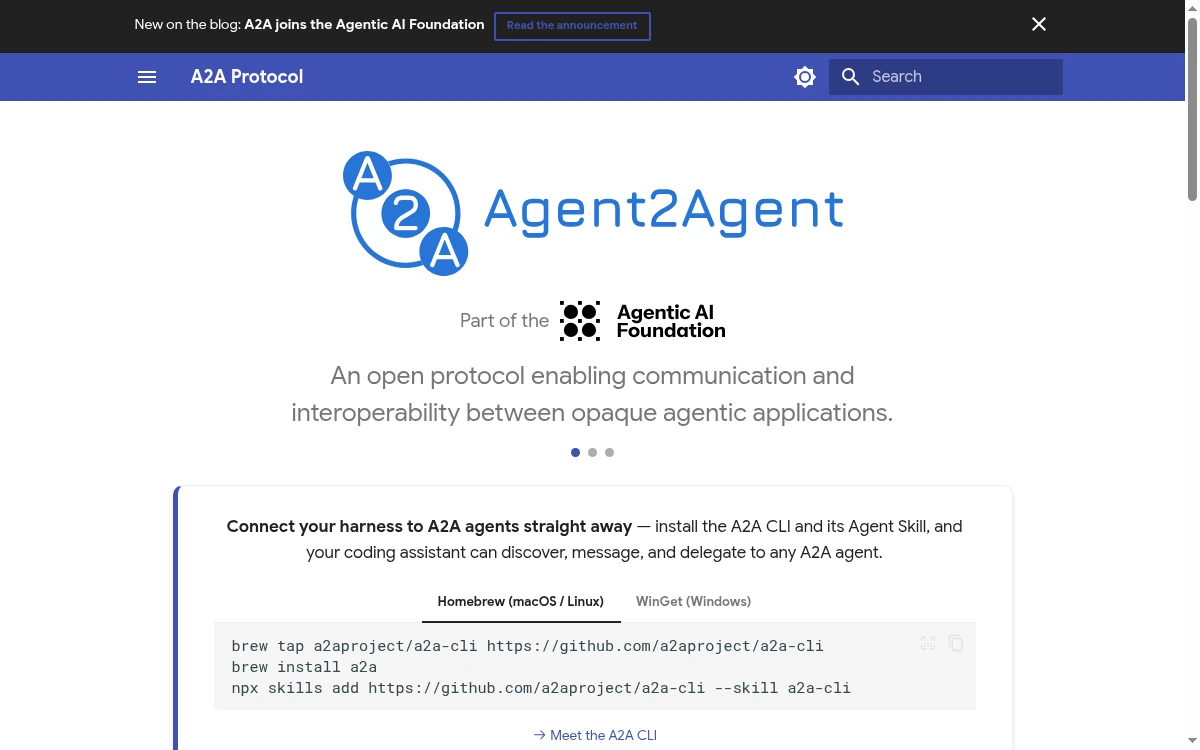 New on the blog: A2A joins the Agentic AI Foundation Read the announcement
A2A Protocol Search
A
2
A
Agent2Agent
Part of the Agentic AI Foundation
An open protocol enabling communication and
interoperability between opaque agentic applications.
Connect your harness to A2A agents straight away — install the A2A CLI and its Agent Skill, and
your coding assistant can discover, message, and delegate to any A2A agent.
Homebrew (macOS / Linux) WinGet (Windows)
brew tap a2aproject/a2a-cli https://github.com/a2aproject/a2a-cli
brew install a2a
npx skills add https://github.com/a2aproject/a2a-cli --skill a2a-cli
→ Meet the A2A CLI